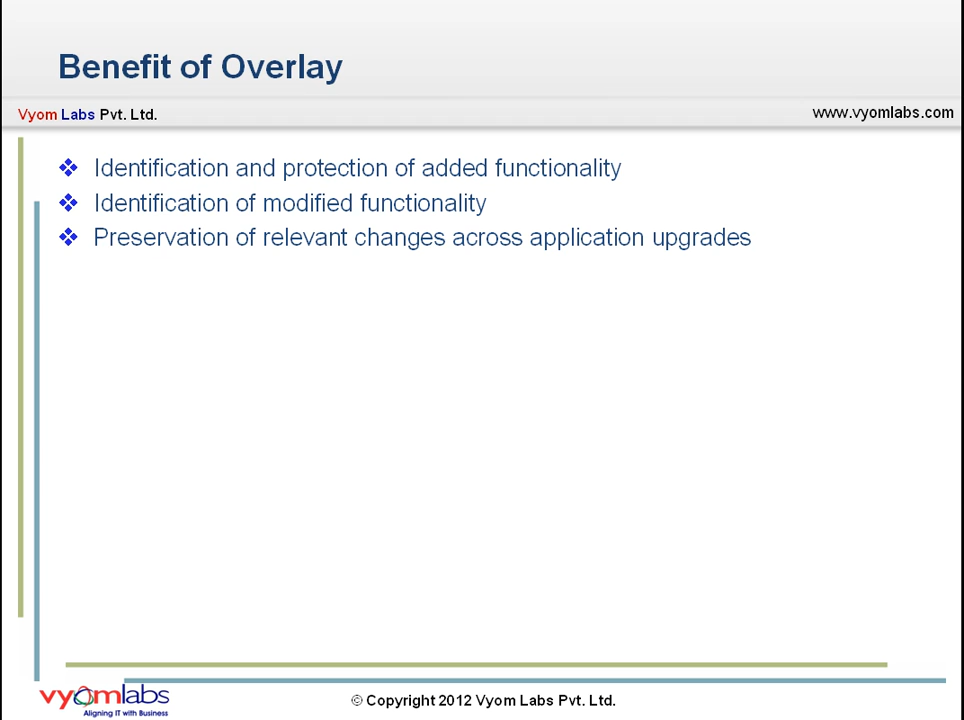 Benefit of Overlay
Vyom Labs Pvt. Ltd.
www.vyomlabs.com
Identification and protection of added functionality
Identification of modified functionality
Preservation of relevant changes across application upgrades
vyomlabs
Aligning IT with Business
© Copyright 2012 Vyom Labs Pvt. Ltd.